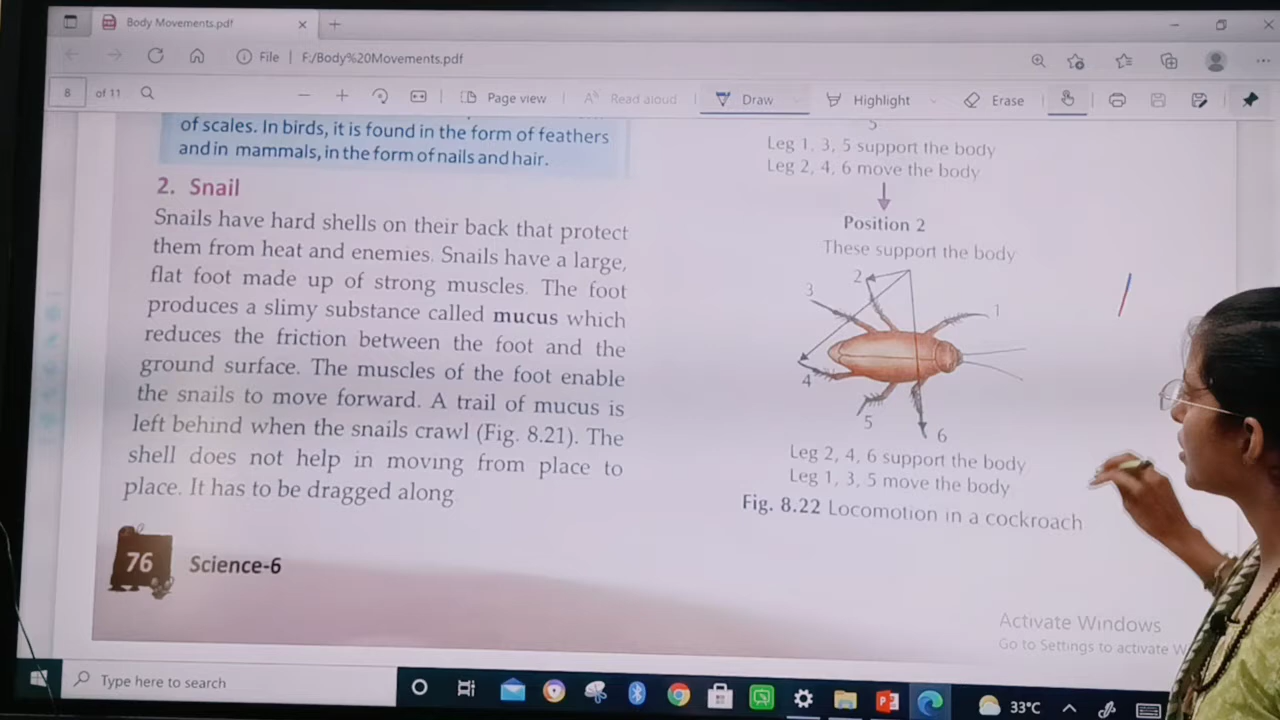 Body Movements.pdf
File F:/Body%20Movements.pdf
8 of 11 Page view Read aloud Draw Highlight Erase
of scales. In birds, it is found in the form of feathers
and in mammals, in the form of nails and hair.
2. Snail
Snails have hard shells on their back that protect
them from heat and enemies. Snails have a large,
flat foot made up of strong muscles. The foot
produces a slimy substance called mucus which
reduces the friction between the foot and the
ground surface. The muscles of the foot enable
the snails to move forward. A trail of mucus is
left behind when the snails crawl (Fig. 8.21). The
shell does not help in moving from place to
place. It has to be dragged along
76 Science-6
5
Leg 1, 3, 5 support the body
Leg 2, 4, 6 move the body
Position 2
These support the body
2
3
1
4
5
6
Leg 2, 4, 6 support the body
Leg 1, 3, 5 move the body
Fig. 8.22 Locomotion in a cockroach
Activate Windows
Go to Settings to activate W
Type here to search
33°C